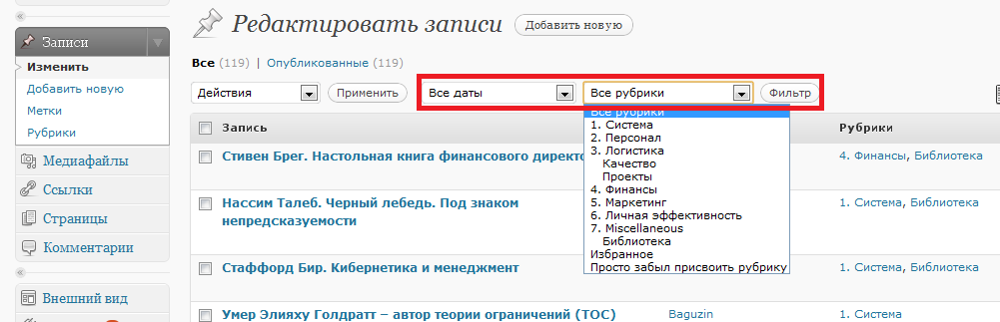 Редактировать записи
Добавить новую
Записи
Изменить
Добавить новую
Метки
Рубрики
Медиафайлы
Ссылки
Страницы
Комментарии
Внешний вид
Все (119) | Опубликованные (119)
Действия
Применить
Все даты
Все рубрики
Фильтр
Все рубрики
1. Система
2. Персонал
3. Логистика
Качество
Проекты
4. Финансы
5. Маркетинг
6. Личная эффективность
7. Miscellaneous
Библиотека
Избранное
Просто забыл присвоить рубрику
Запись
Рубрики
Стивен Брег. Настольная книга финансового директо
4. Финансы, Библиотека
Нассим Талеб. Черный лебедь. Под знаком
непредсказуемости
1. Система, Библиотека
Стаффорд Бир. Кибернетика и менеджмент
1. Система, Библиотека
Умер Элияху Голдратт – автор теории ограничений (ТОС)
Baguzin
1. Система